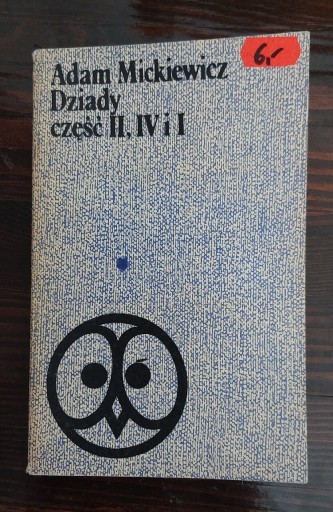 6,-
Adam Mickiewicz
Dziady
część II, IV i I